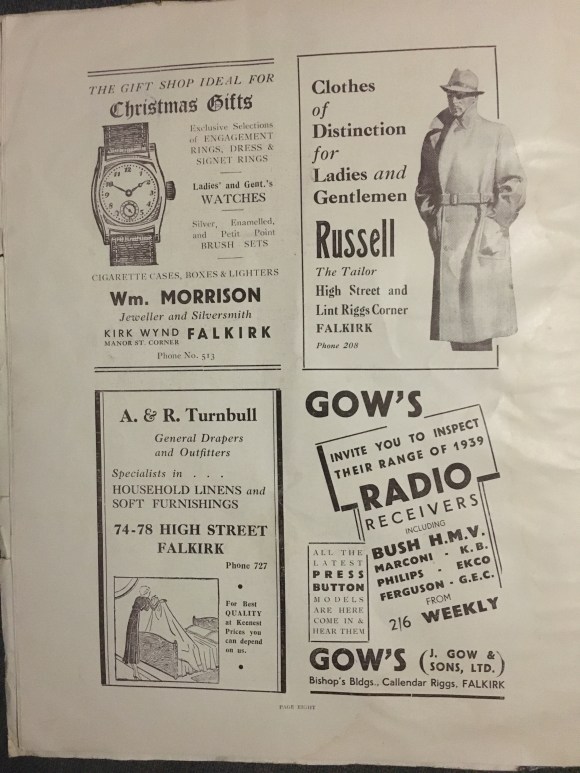 THE GIFT SHOP IDEAL FOR
Christmas Gifts
Exclusive Selections
of ENGAGEMENT
RINGS, DRESS &
SIGNET RINGS
Ladies' and Gent.'s
WATCHES
Silver, Enamelled,
and Petit Point
BRUSH SETS
CIGARETTE CASES, BOXES & LIGHTERS
Wm. MORRISON
Jeweller and Silversmith
KIRK WYND FALKIRK
MANOR ST. CORNER
Phone No. 513
Clothes
of
Distinction
for
Ladies and
Gentlemen
Russell
The Tailor
High Street and
Lint Riggs Corner
FALKIRK
Phone 208
A. & R. Turnbull
General Drapers
and Outfitters
Specialists in . . .
HOUSEHOLD LINENS and
SOFT FURNISHINGS
74-78 HIGH STREET
FALKIRK
Phone 727
For Best
QUALITY
at Keenest
Prices you
can depend
on us.
GOW'S
INVITE YOU TO INSPECT
THEIR RANGE OF 1939
RADIO
RECEIVERS
INCLUDING
BUSH H.M.V.
MARCONI - K.B.
PHILIPS - EKCO
FERGUSON - G.E.C.
FROM
2/6 WEEKLY
ALL THE
LATEST
PRESS
BUTTON
MODELS
ARE HERE
COME IN &
HEAR THEM
GOW'S (J. GOW & SONS, LTD.)
Bishop's Bldgs., Callendar Riggs, FALKIRK
PAGE EIGHT